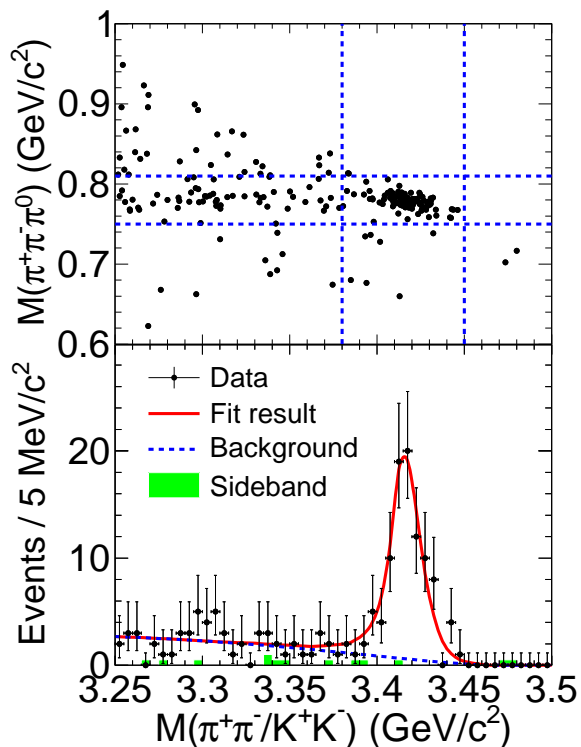 M(π⁺π⁻π⁰) (GeV/c²)
1
0.9
0.8
0.7
0.6
Events / 5 MeV/c²
20
10
0
Data
Fit result
Background
Sideband
3.25 3.3 3.35 3.4 3.45 3.5
M(π⁺π⁻/K⁺K⁻) (GeV/c²)